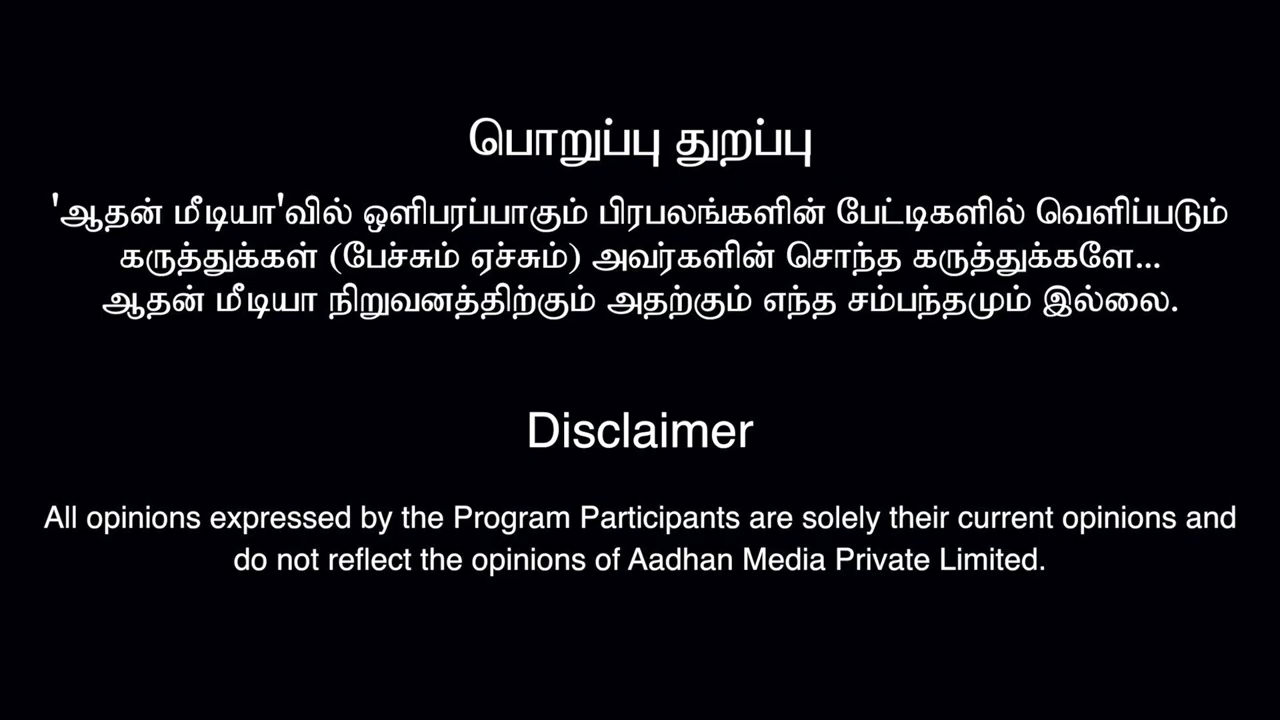 பொறுப்பு துறப்பு
'ஆதன் மீடியா'வில் ஒளிபரப்பாகும் பிரபலங்களின் பேட்டிகளில் வெளிப்படும்
கருத்துக்கள் (பேச்சும் ஏச்சும்) அவர்களின் சொந்த கருத்துக்களே...
ஆதன் மீடியா நிறுவனத்திற்கும் அதற்கும் எந்த சம்பந்தமும் இல்லை.
Disclaimer
All opinions expressed by the Program Participants are solely their current opinions and
do not reflect the opinions of Aadhan Media Private Limited.